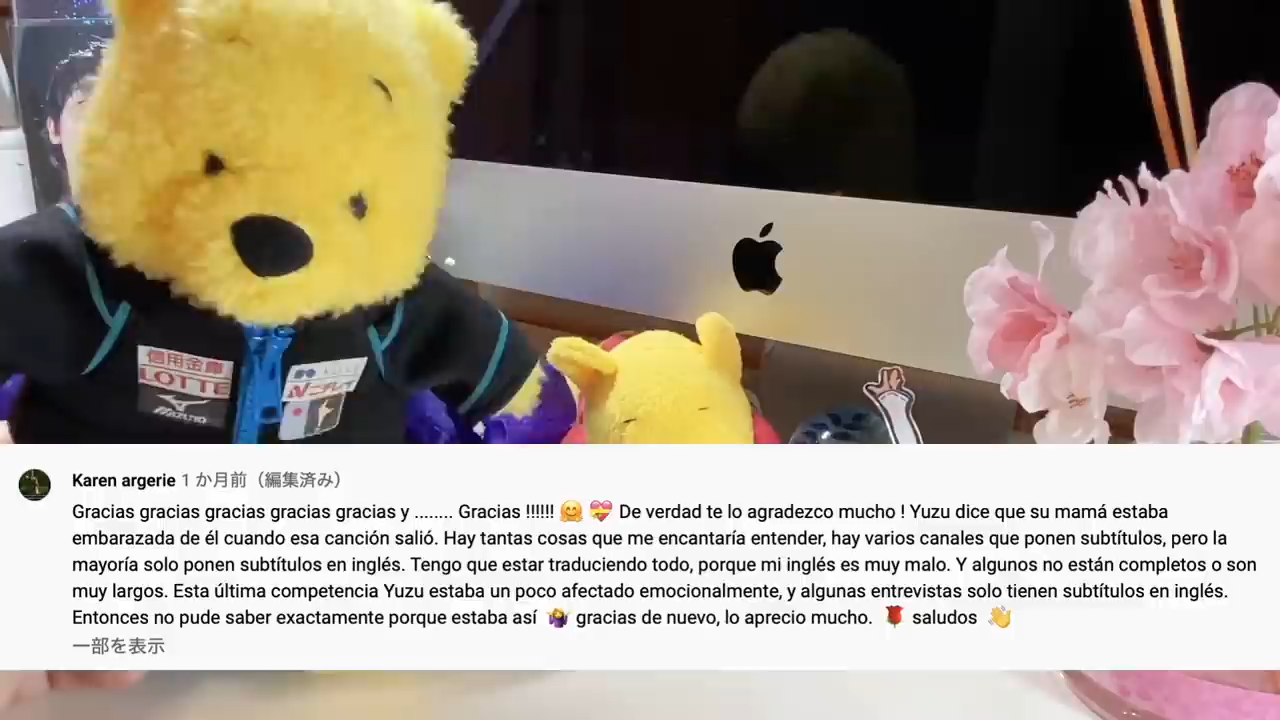 信用金庫
LOTTE
MIZUNO
ニチレイ
Karen argerie 1 か月前（編集済み）
Gracias gracias gracias gracias gracias y ........ Gracias !!!!!! 🤗 💝 De verdad te lo agradezco mucho ! Yuzu dice que su mamá estaba
embarazada de él cuando esa canción salió. Hay tantas cosas que me encantaría entender, hay varios canales que ponen subtítulos, pero la
mayoría solo ponen subtítulos en inglés. Tengo que estar traduciendo todo, porque mi inglés es muy malo. Y algunos no están completos o son
muy largos. Esta última competencia Yuzu estaba un poco afectado emocionalmente, y algunas entrevistas solo tienen subtítulos en inglés.
Entonces no pude saber exactamente porque estaba así 🤷‍♀️ gracias de nuevo, lo aprecio mucho. 🌹 saludos 👋
一部を表示